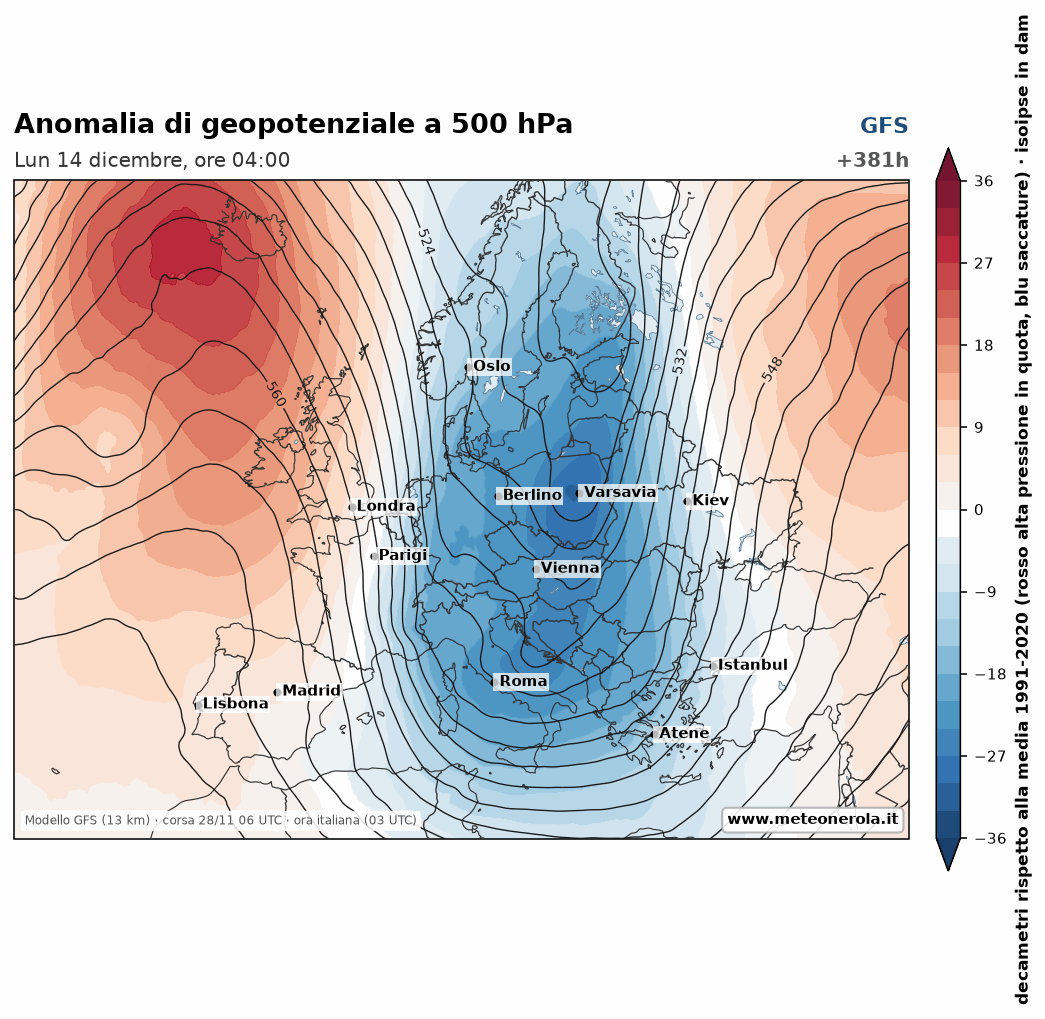 Anomalia di geopotenziale a 500 hPa
GFS
Lun 14 dicembre, ore 04:00
+381h
524
532
548
560
Oslo
Berlino
Varsavia
Kiev
Londra
Parigi
Vienna
Istanbul
Roma
Madrid
Lisbona
Atene
Modello GFS (13 km) · corsa 28/11 06 UTC · ora italiana (03 UTC)
www.meteonerola.it
36
27
18
9
0
−9
−18
−27
−36
decametri rispetto alla media 1991-2020 (rosso alta pressione in quota, blu saccature) · isoipse in dam